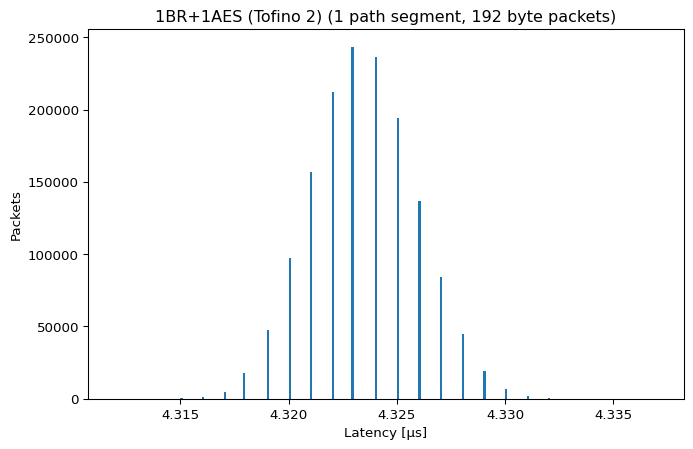 1BR+1AES (Tofino 2) (1 path segment, 192 byte packets)
250000
200000
150000
100000
50000
0
Packets
4.315 4.320 4.325 4.330 4.335
Latency [µs]